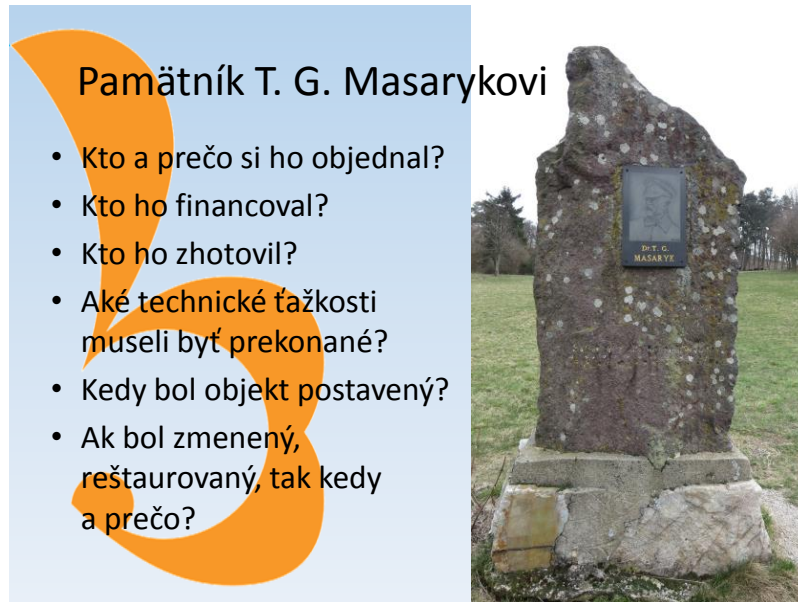 Pamätník T. G. Masarykovi
• Kto a prečo si ho objednal?
• Kto ho financoval?
• Kto ho zhotovil?
• Aké technické ťažkosti
museli byť prekonané?
• Kedy bol objekt postavený?
• Ak bol zmenený,
reštaurovaný, tak kedy
a prečo?
Dr. T. G.
MASARYK